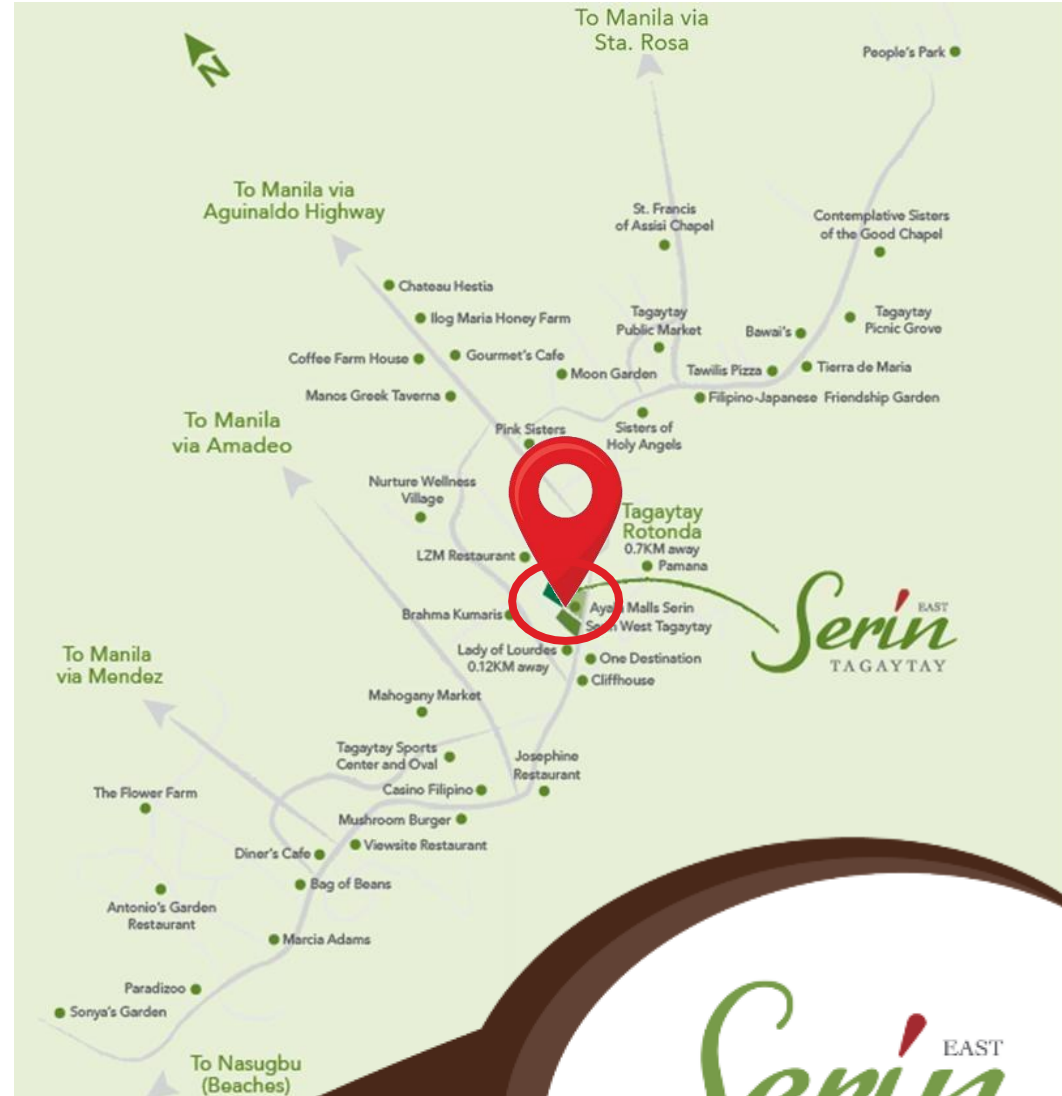 To Manila via
Sta. Rosa
People's Park
N
To Manila via
Aguinaldo Highway
St. Francis
of Assisi Chapel
Contemplative Sisters
of the Good Chapel
Chateau Hestia
Ilog Maria Honey Farm
Tagaytay
Public Market
Tagaytay
Picnic Grove
Bawai's
Coffee Farm House
Gourmet's Cafe
Moon Garden
Tawilis Pizza
Tierra de Maria
Manos Greek Taverna
Filipino-Japanese Friendship Garden
To Manila
via Amadeo
Pink Sisters
Sisters of
Holy Angels
Nurture Wellness
Village
Tagaytay
Rotonda
0.7KM away
LZM Restaurant
Pamana
Brahma Kumaris
Ayala Malls Serin
Serin West Tagaytay
Serin
EAST
TAGAYTAY
Lady of Lourdes
0.12KM away
One Destination
Cliffhouse
To Manila
via Mendez
Mahogany Market
Tagaytay Sports
Center and Oval
Josephine
Restaurant
Casino Filipino
The Flower Farm
Mushroom Burger
Viewsite Restaurant
Diner's Cafe
Bag of Beans
Antonio's Garden
Restaurant
Marcia Adams
Paradizoo
Sonya's Garden
To Nasugbu
(Beaches)
EAST
Serin